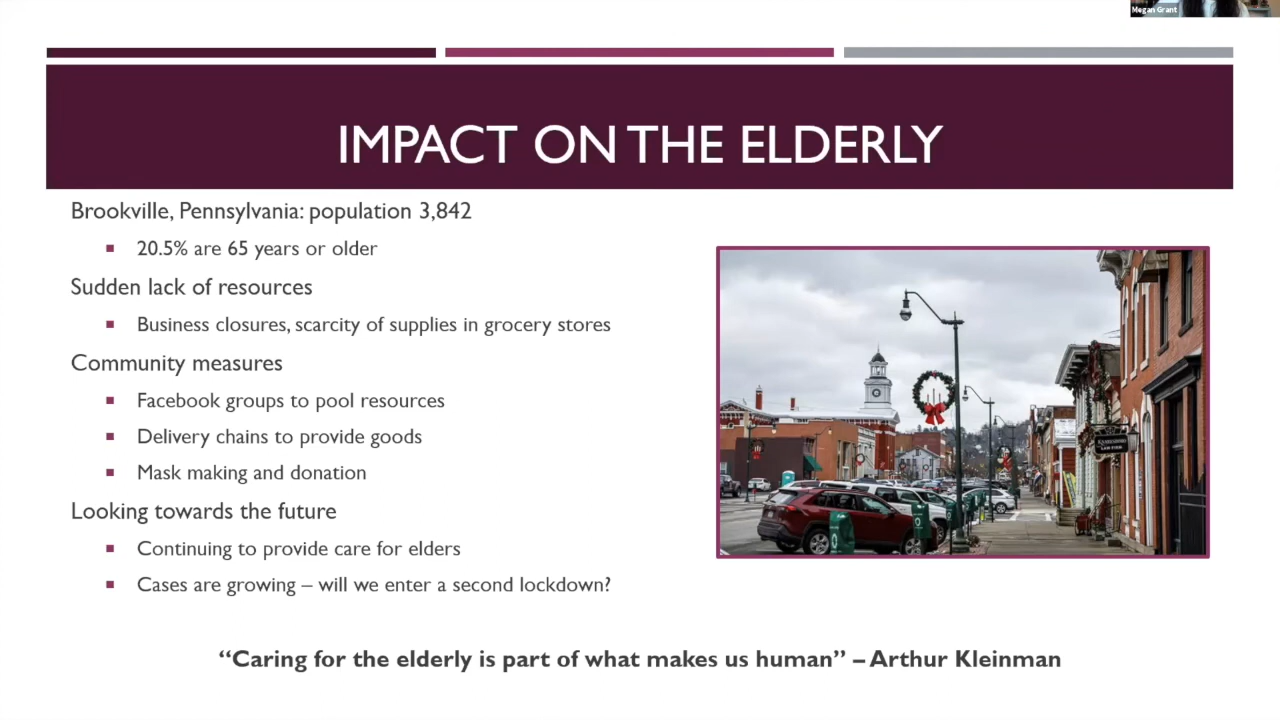 Megan Grant
IMPACT ON THE ELDERLY
Brookville, Pennsylvania: population 3,842
20.5% are 65 years or older
Sudden lack of resources
Business closures, scarcity of supplies in grocery stores
Community measures
Facebook groups to pool resources
Delivery chains to provide goods
Mask making and donation
Looking towards the future
Continuing to provide care for elders
Cases are growing – will we enter a second lockdown?
“Caring for the elderly is part of what makes us human” – Arthur Kleinman